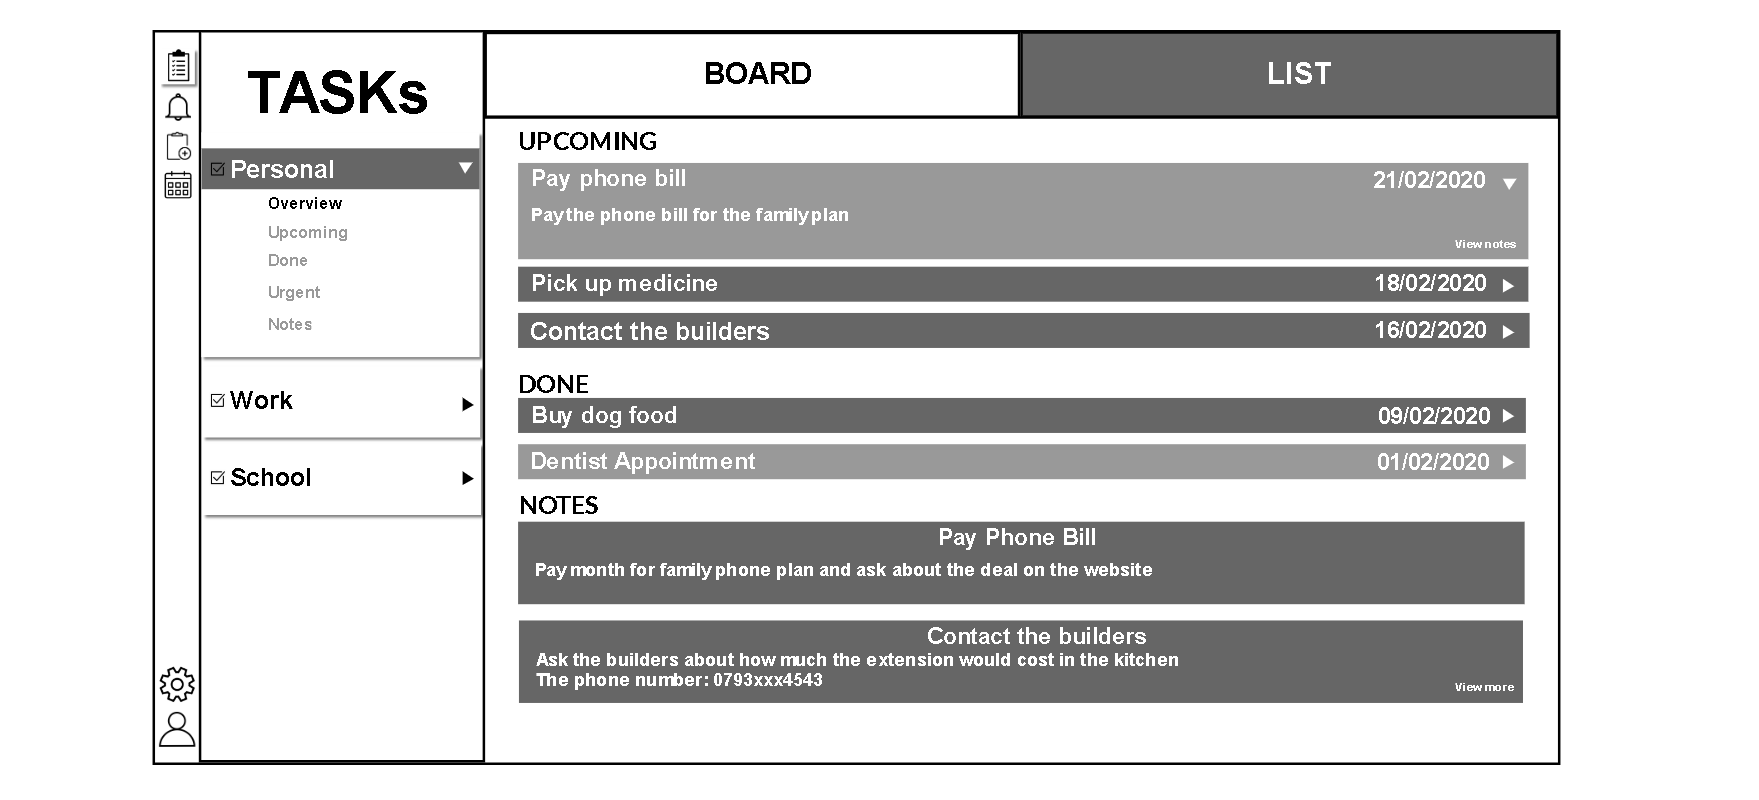 TASKs
Personal
Overview
Upcoming
Done
Urgent
Notes
Work
School
BOARD
LIST
UPCOMING
Pay phone bill 21/02/2020
Pay the phone bill for the family plan
View notes
Pick up medicine 18/02/2020
Contact the builders 16/02/2020
DONE
Buy dog food 09/02/2020
Dentist Appointment 01/02/2020
NOTES
Pay Phone Bill
Pay month for family phone plan and ask about the deal on the website
Contact the builders
Ask the builders about how much the extension would cost in the kitchen
The phone number: 0793xxx4543
View more